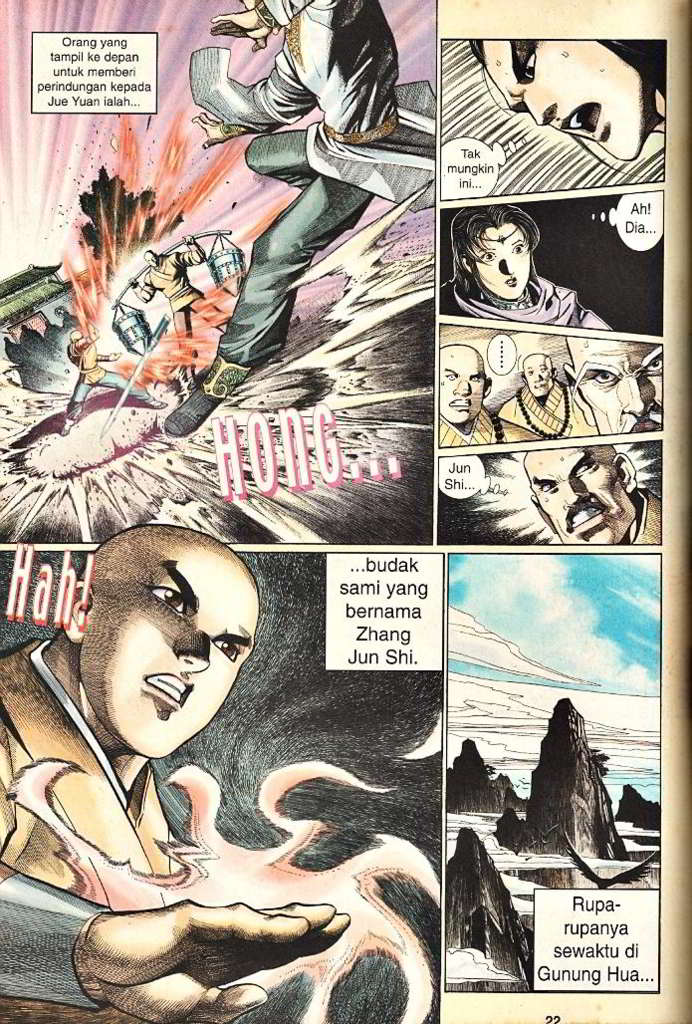 Orang yang
tampil ke depan
untuk memberi
perindungan kepada
Jue Yuan ialah...
HONG...
Tak
mungkin
ini...
Ah!
Dia...
......
Jun
Shi...
Hah!
...budak
sami yang
bernama
Zhang
Jun Shi.
Rupa-
rupanya
sewaktu di
Gunung Hua...
22